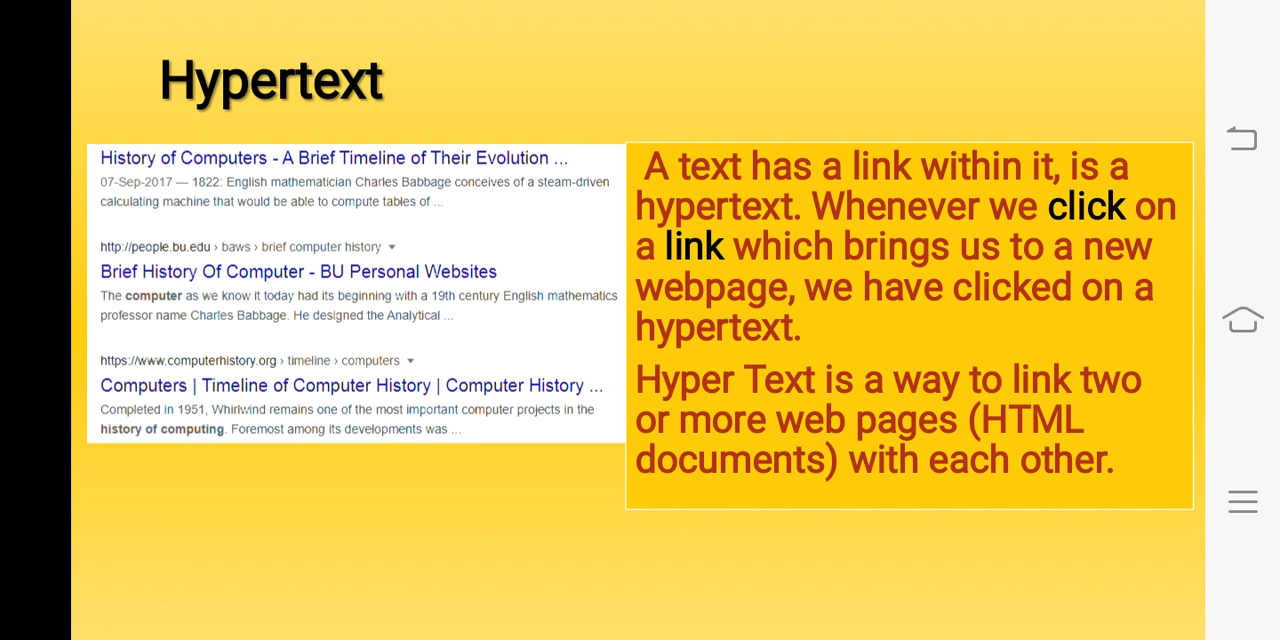 Hypertext
History of Computers - A Brief Timeline of Their Evolution ...
07-Sep-2017 — 1822: English mathematician Charles Babbage conceives of a steam-driven
calculating machine that would be able to compute tables of ...
http://people.bu.edu › baws › brief computer history ▾
Brief History Of Computer - BU Personal Websites
The computer as we know it today had its beginning with a 19th century English mathematics
professor name Charles Babbage. He designed the Analytical ...
https://www.computerhistory.org › timeline › computers ▾
Computers | Timeline of Computer History | Computer History ...
Completed in 1951, Whirlwind remains one of the most important computer projects in the
history of computing. Foremost among its developments was ...
A text has a link within it, is a
hypertext. Whenever we click on
a link which brings us to a new
webpage, we have clicked on a
hypertext.
Hyper Text is a way to link two
or more web pages (HTML
documents) with each other.